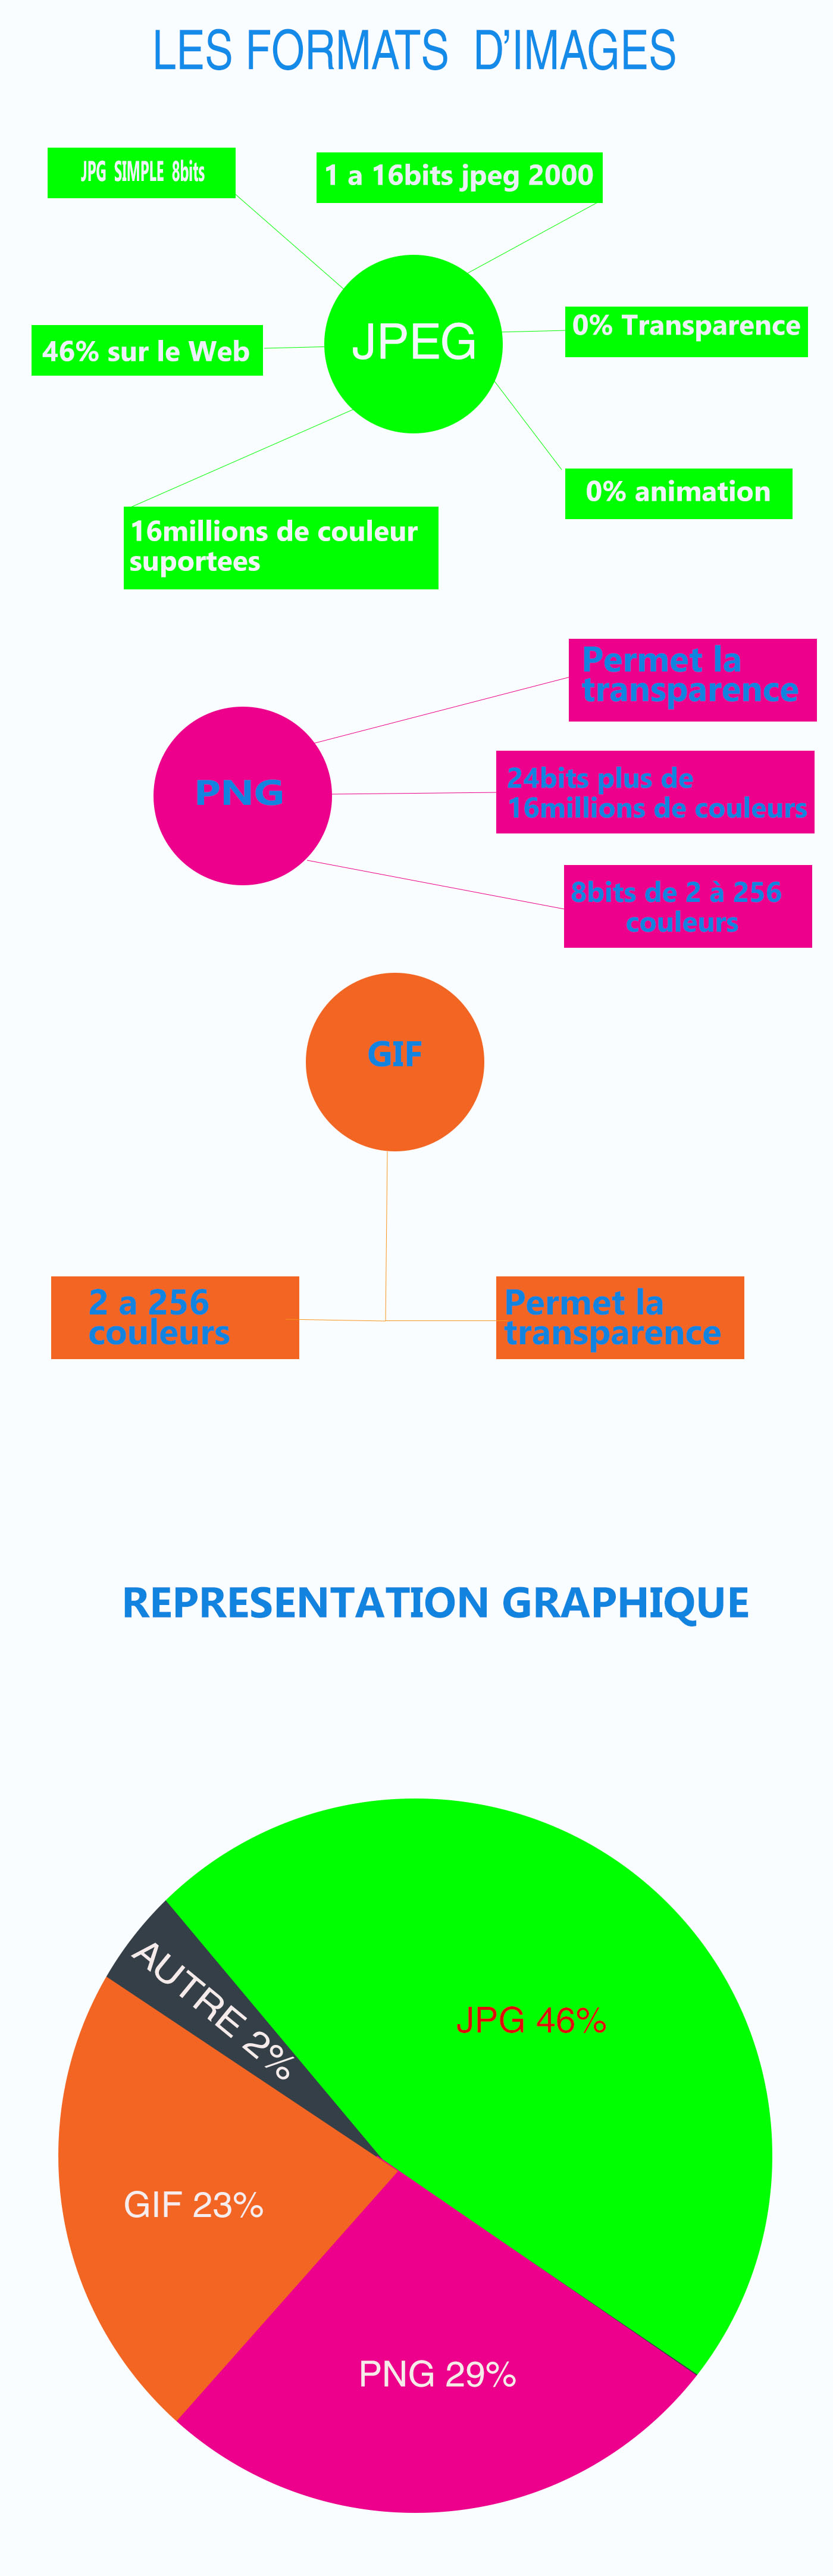 LES FORMATS D'IMAGES
JPG SIMPLE 8bits
1 a 16bits jpeg 2000
JPEG
0% Transparence
46% sur le Web
0% animation
16millions de couleur
suportees
Permet la
transparence
PNG
24bits plus de
16millions de couleurs
8bits de 2 à 256
couleurs
GIF
2 a 256
couleurs
Permet la
transparence
REPRESENTATION GRAPHIQUE
AUTRE 2%
JPG 46%
GIF 23%
PNG 29%